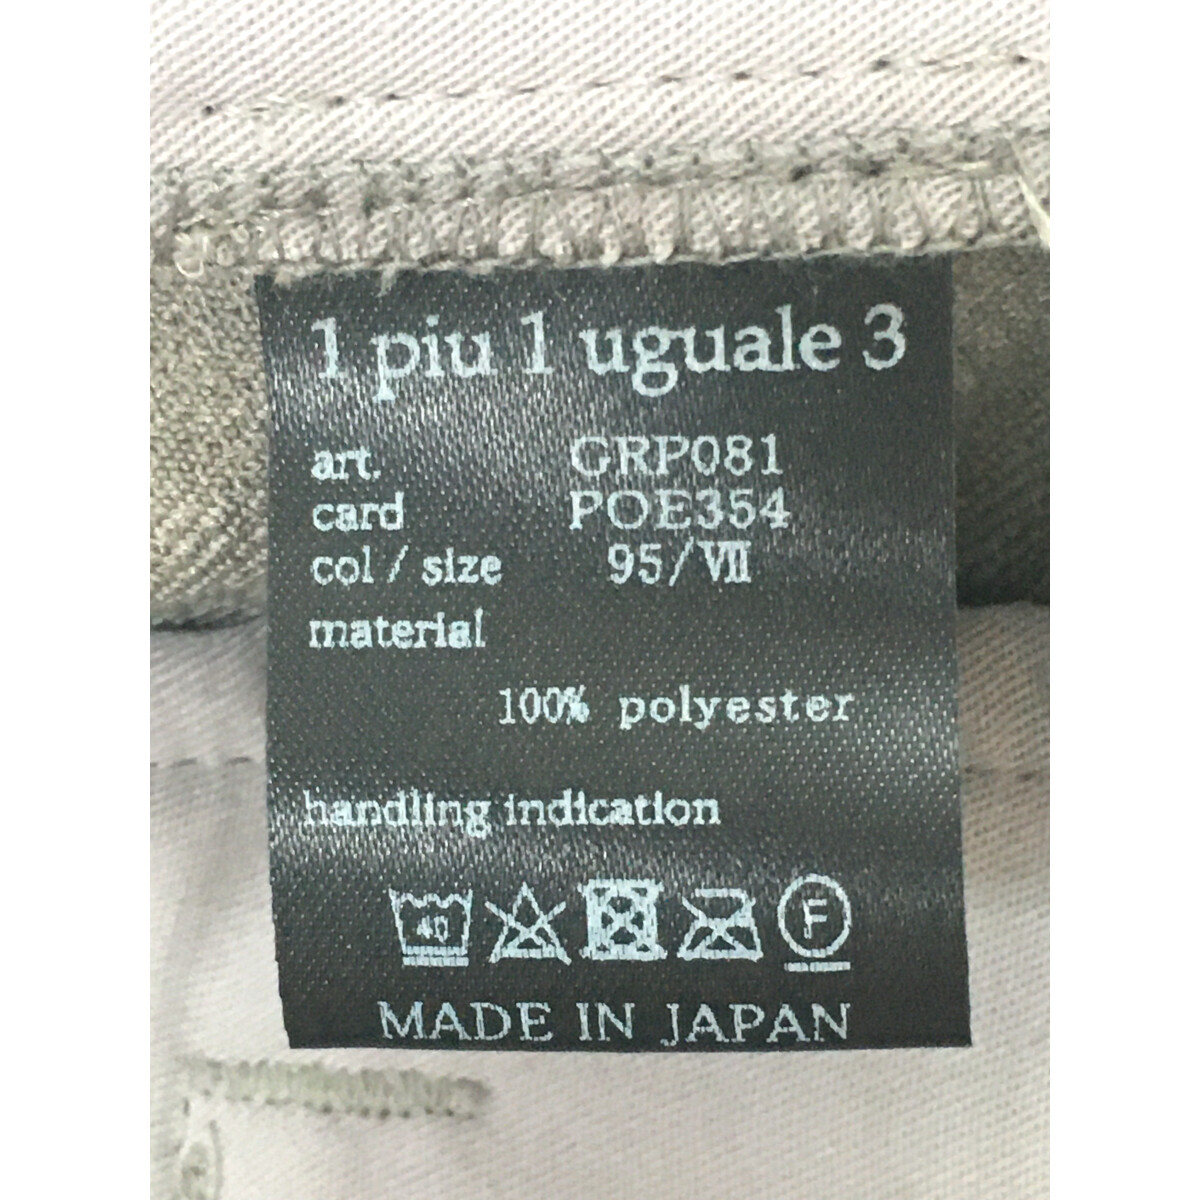 1 piu 1 uguale 3
art. GRP081
card POE354
col / size 95/Ⅶ
material
100% polyester
handling indication
40 F
MADE IN JAPAN